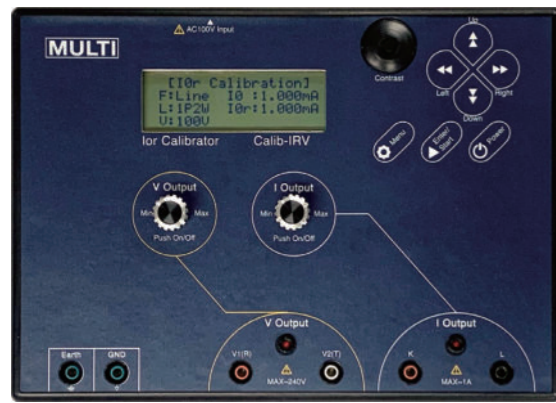 AC100V Input
MULTI
Up
Contrast
Left
Right
Down
[I0r Calibration]
F:Line I0 :1.000mA
L:1P2W I0r:1.000mA
V:100V
Ior Calibrator Calib-IRV
Menu
Enter/
Start
Power
V Output
Min Max
Push On/Off
I Output
Min Max
Push On/Off
Earth
GND
V Output
V1(R)
V2(T)
MAX~240V
I Output
K
L
MAX~1A